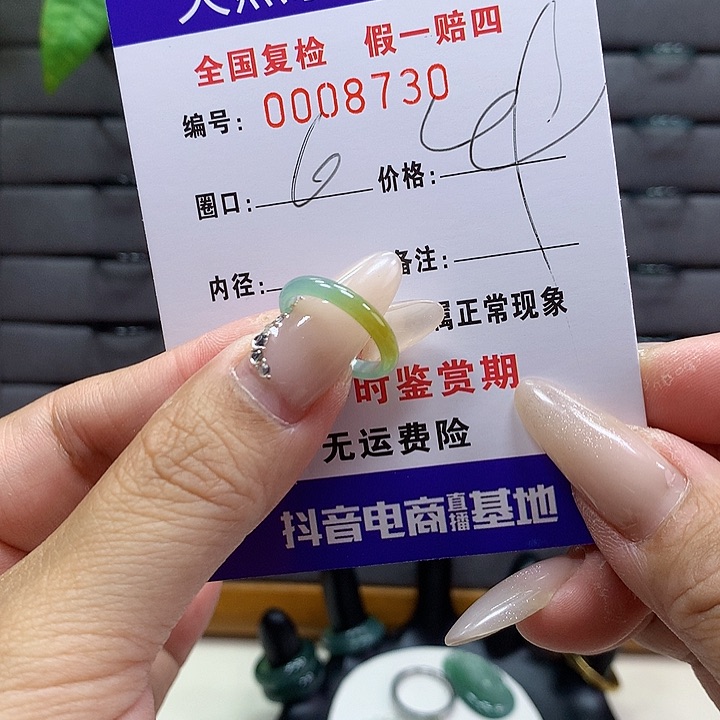 全国复检 假一赔四
编号: 0008730
圈口: 6 价格:
内径: 备注:
属正常现象
时鉴赏期
无运费险
抖音电商直播基地